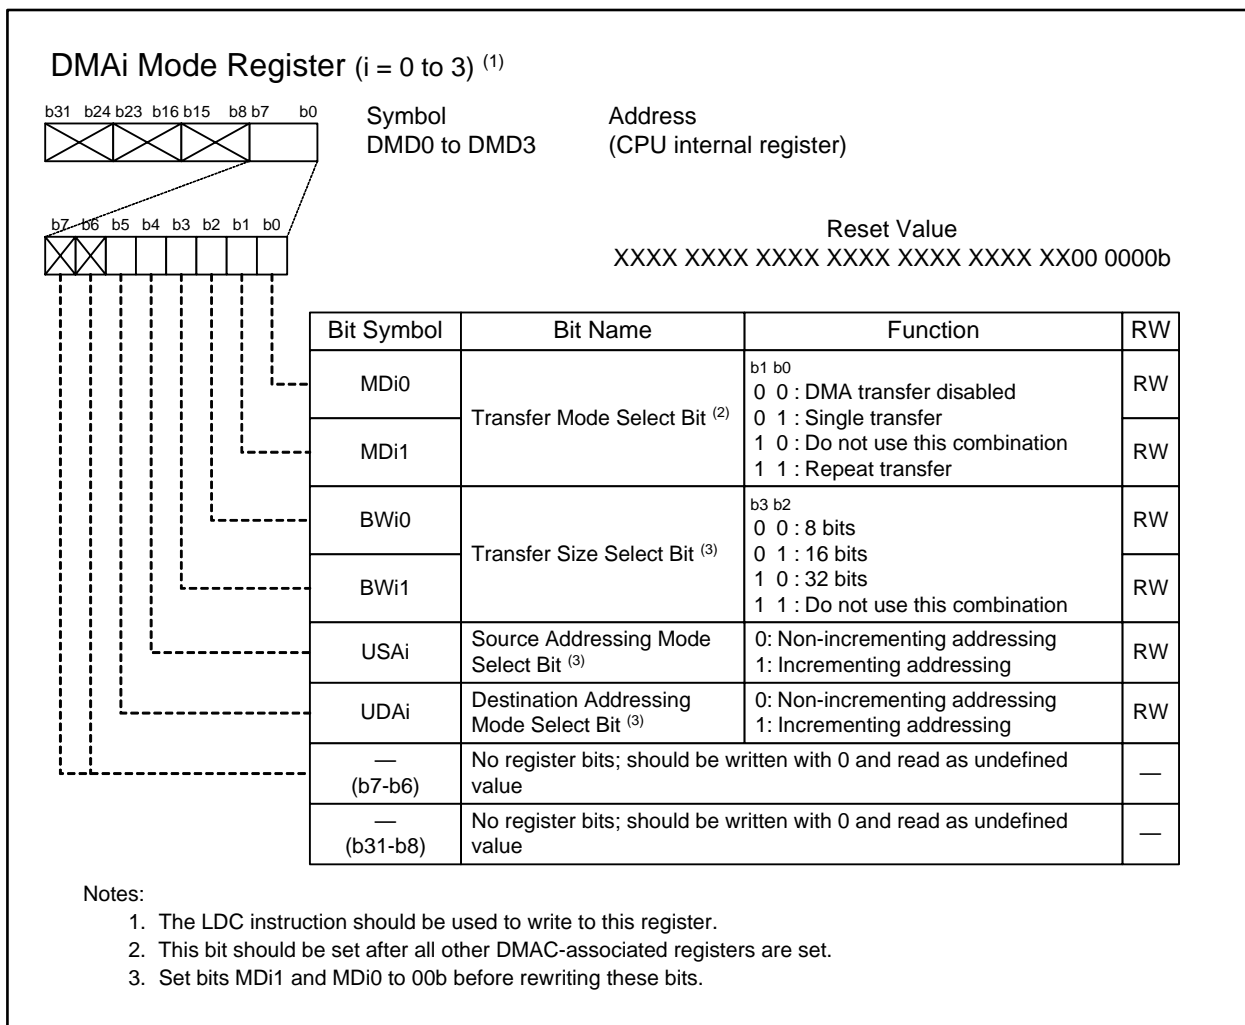 DMAi Mode Register (i = 0 to 3) (1)
b31 b24 b23 b16 b15 b8 b7 b0
Symbol Address
DMD0 to DMD3 (CPU internal register)
b7 b6 b5 b4 b3 b2 b1 b0
Reset Value
XXXX XXXX XXXX XXXX XXXX XXXX XX00 0000b
Bit Symbol Bit Name Function RW
MDi0
MDi1
Transfer Mode Select Bit (2)
b1 b0
0 0 : DMA transfer disabled
0 1 : Single transfer
1 0 : Do not use this combination
1 1 : Repeat transfer
RW
RW
BWi0
BWi1
Transfer Size Select Bit (3)
b3 b2
0 0 : 8 bits
0 1 : 16 bits
1 0 : 32 bits
1 1 : Do not use this combination
RW
RW
USAi
Source Addressing Mode
Select Bit (3)
0: Non-incrementing addressing
1: Incrementing addressing
RW
UDAi
Destination Addressing
Mode Select Bit (3)
0: Non-incrementing addressing
1: Incrementing addressing
RW
—
(b7-b6)
No register bits; should be written with 0 and read as undefined
value
—
—
(b31-b8)
No register bits; should be written with 0 and read as undefined
value
—
Notes:
1. The LDC instruction should be used to write to this register.
2. This bit should be set after all other DMAC-associated registers are set.
3. Set bits MDi1 and MDi0 to 00b before rewriting these bits.